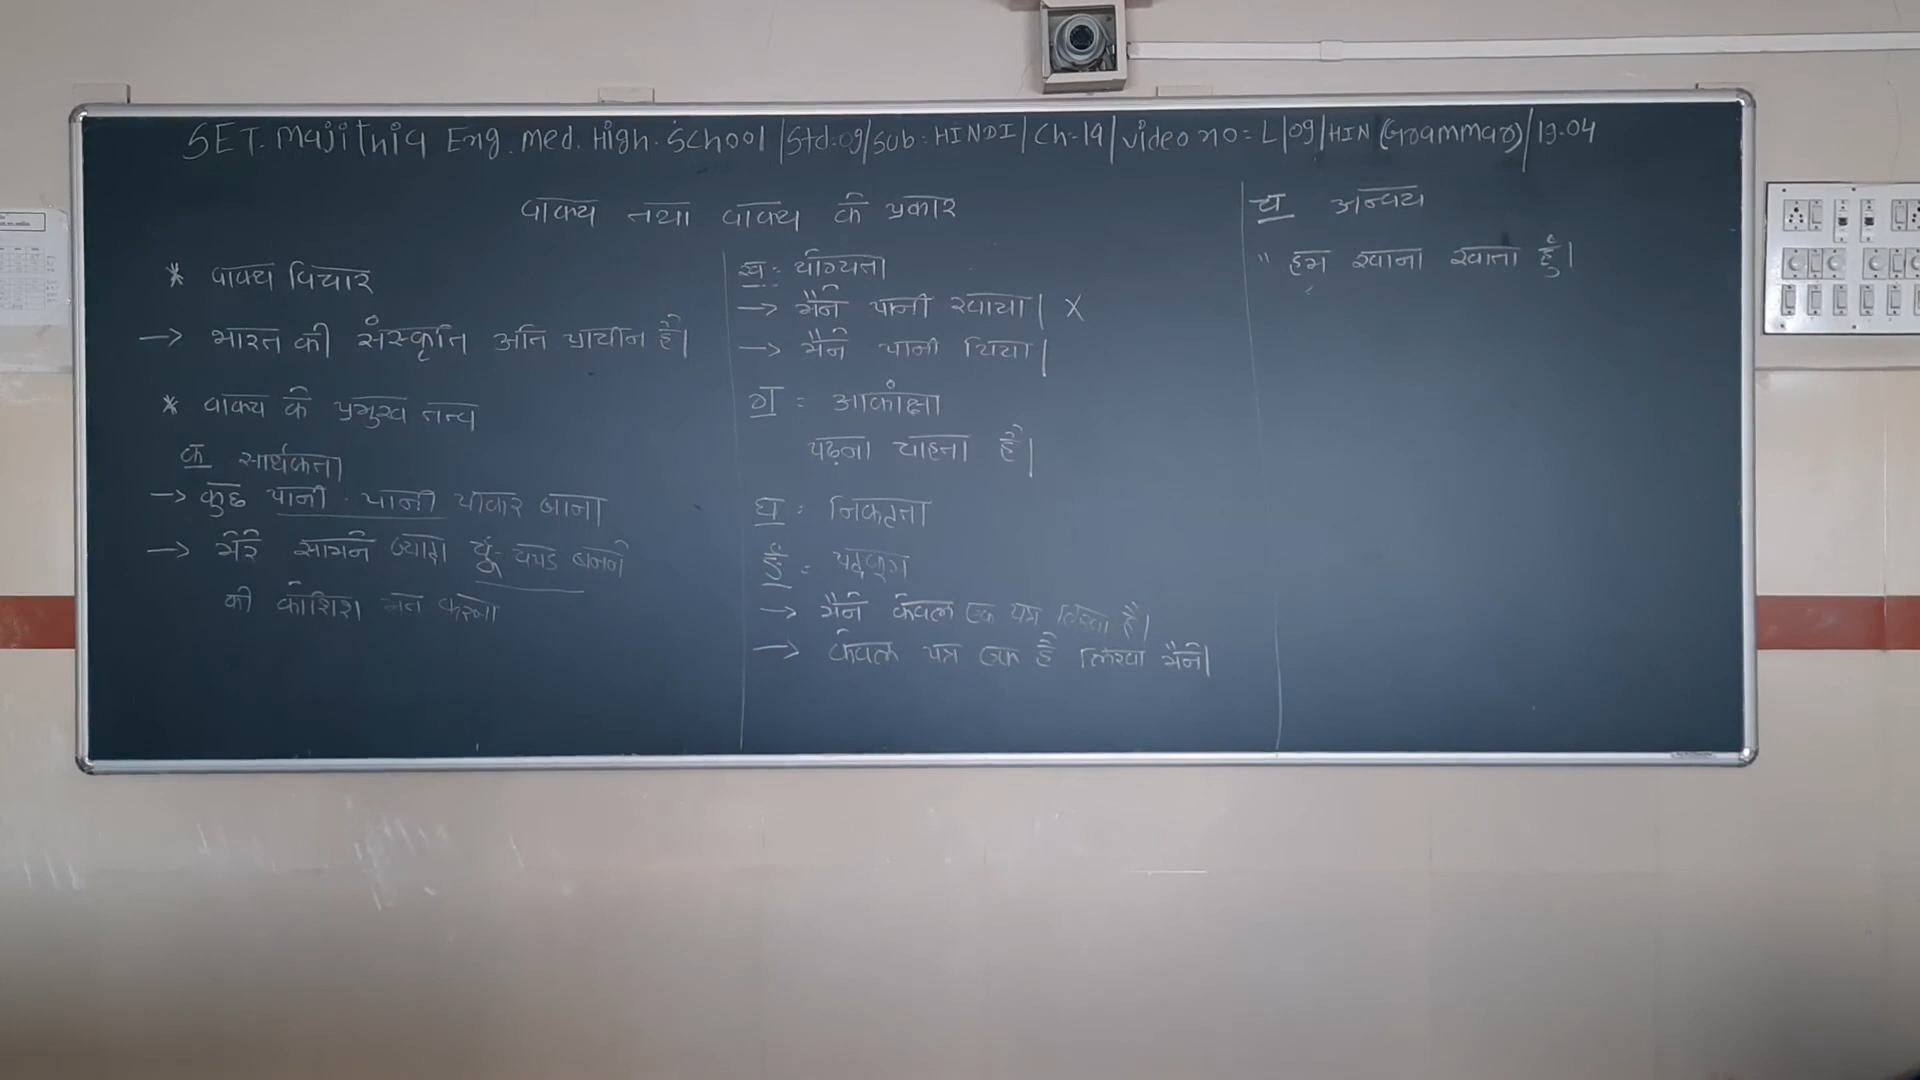 SET. Majithia Eng. med. High. School | Std-09 | Sub: HINDI | Ch-19 | video no = L | 09 | HIN (Grammar) | 19-04
वाक्य तथा वाक्य के प्रकार
* वाक्य विचार
→ भारत की संस्कृति अति प्राचीन है।
* वाक्य के प्रमुख तत्व
क सार्थकता
→ कुछ पानी - पानी पीकर जाना
→ मेरे सामने ज्यादा चूं-चपड बनने
की कोशिश मत करना
ख: योग्यता
→ मैने पानी खाया। X
→ मैने पानी पिया।
ग = आकांक्षा
पढ़ना चाहता है।
घ: निकटता
ङ = पदक्रम
→ मैने केवल एक पत्र लिखा है।
→ केवल पत्र एक है लिखा मैने।
च अन्वय
" हम खाना खाता हुँ।